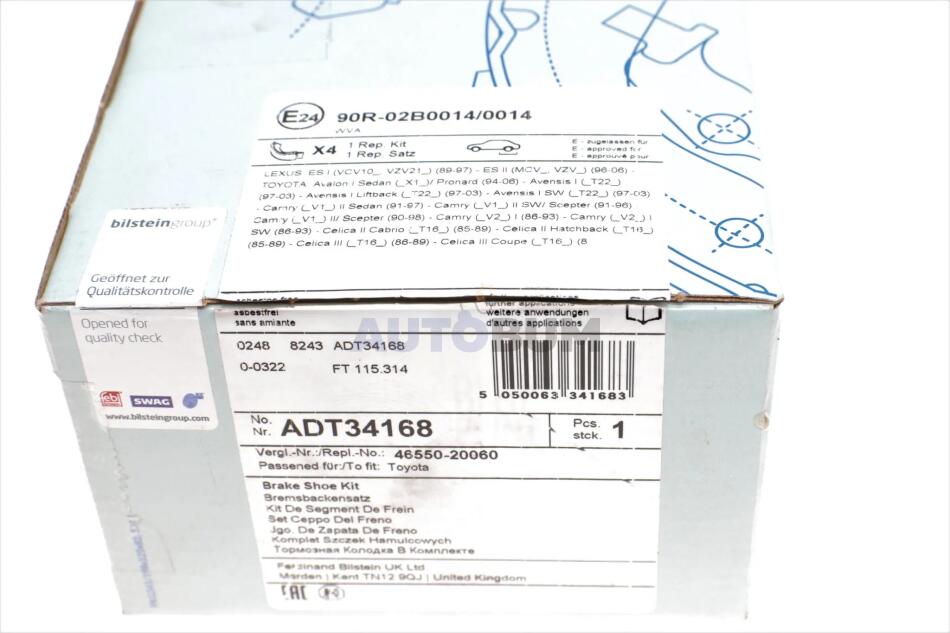 E24 90R-02B0014/0014
WVA
X4 1 Rep. Kit
1 Rep. Satz
E - zugelassen für
E - approved for
E - approuvé pour
LEXUS ES I (VCV10_, VZV21_) (89-97) - ES II (MCV_, VZV_) (96-06) -
TOYOTA Avalon I Sedan (_X1_)/ Pronard (94-06) - Avensis I (_T22_)
(97-03) - Avensis I Liftback (_T22_) (97-03) - Avensis I SW (_T22_) (97-03)
- Camry (_V1_) II Sedan (91-97) - Camry (_V1_) II SW/ Scepter (91-96)
Camry (_V1_) II/ Scepter (90-98) - Camry (_V2_) I (86-93) - Camry (_V2_) I
SW (86-93) - Celica II Cabrio (_T16_) (85-89) - Celica II Hatchback (_T16_)
(85-89) - Celica III (_T16_) (86-89) - Celica III Coupe (_T16_) (8
bilsteingroup®
Geöffnet zur
Qualitätskontrolle
Opened for
quality check
febi SWAG
www.bilsteingroup.com
asbestfrei
sans amiante
further applications
weitere anwendungen
d'autres applications
AUTOBUM
0248 8243 ADT34168
0-0322 FT 115.314
5 050063 341683
No.
Nr. ADT34168
Pcs.
stck. 1
Vergl.-Nr.:/Repl.-No.: 46550-20060
Passened für:/To fit: Toyota
Brake Shoe Kit
Bremsbackensatz
Kit De Segment De Frein
Set Ceppo Del Freno
Jgo. De Zapata De Freno
Komplet Szczek Hamulcowych
Тормозная Колодка В Комплекте
Ferdinand Bilstein UK Ltd
Marden | Kent TN12 9QJ | United Kingdom
EAC